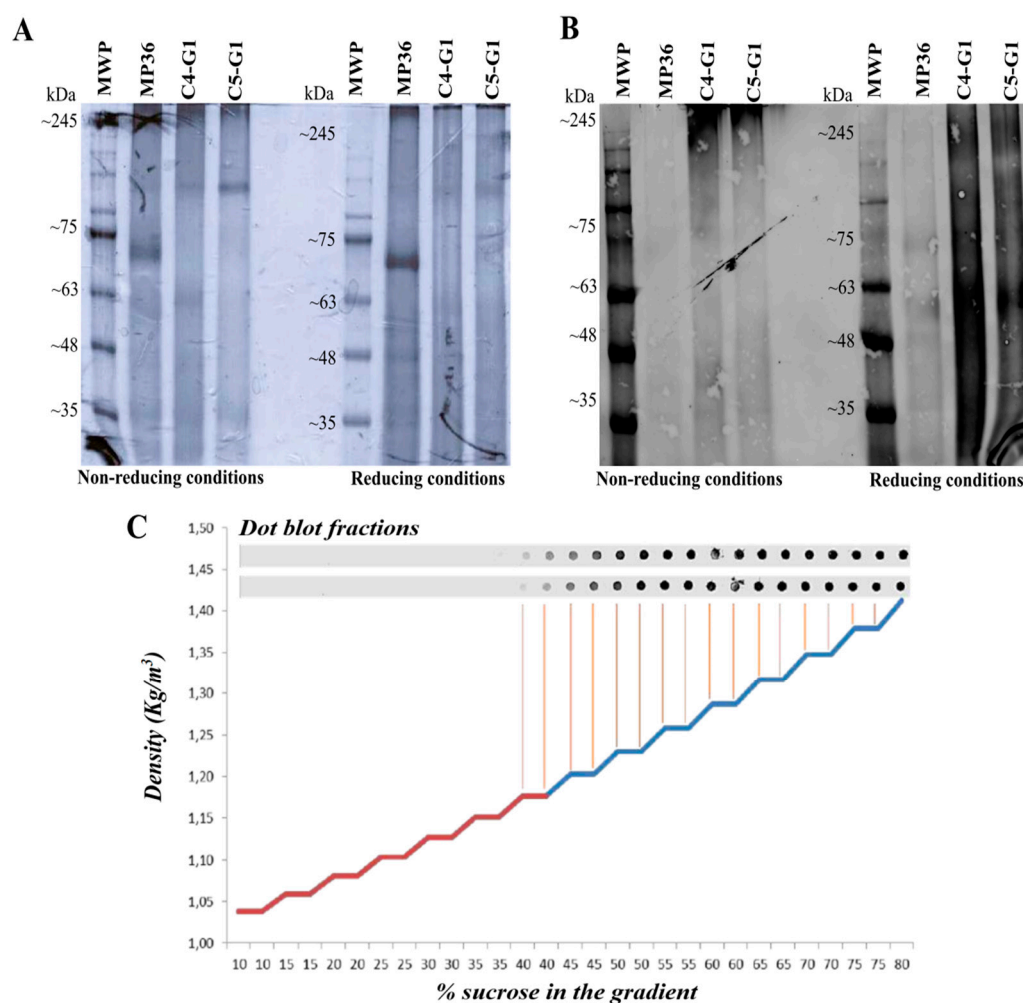 A
MWP MP36 C4-G1 C5-G1 MWP MP36 C4-G1 C5-G1
kDa kDa
~245 ~245
~75 ~75
~63 ~63
~48 ~48
~35 ~35
Non-reducing conditions Reducing conditions
B
MWP MP36 C4-G1 C5-G1 MWP MP36 C4-G1 C5-G1
kDa kDa
~245 ~245
~75 ~75
~63 ~63
~48 ~48
~35 ~35
Non-reducing conditions Reducing conditions
C
Dot blot fractions
Density (Kg/m³)
1,50
1,45
1,40
1,35
1,30
1,25
1,20
1,15
1,10
1,05
1,00
10 10 15 15 20 20 25 25 30 30 35 35 40 40 45 45 50 50 55 55 60 60 65 65 70 70 75 75 80
% sucrose in the gradient